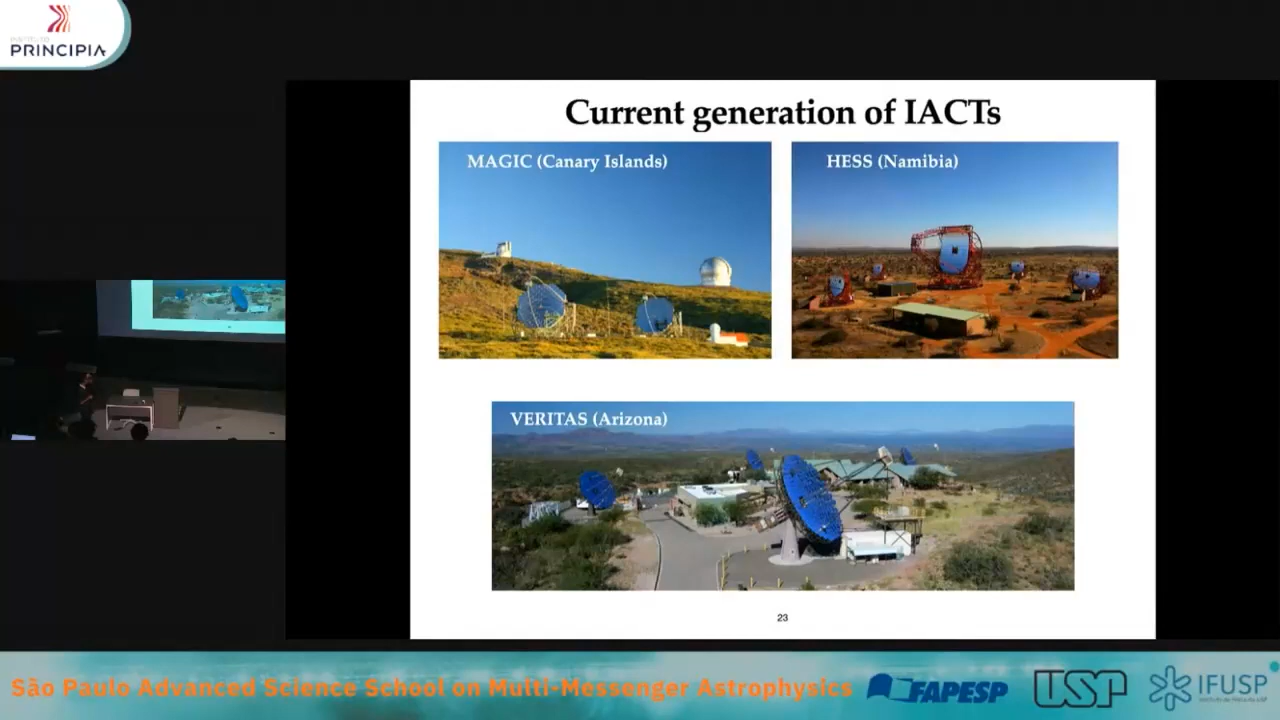 PRINCIPIA
Current generation of IACTs
MAGIC (Canary Islands)
HESS (Namibia)
VERITAS (Arizona)
23
São Paulo Advanced Science School on Multi-Messenger Astrophysics
FAPESP
USP
IFUSP